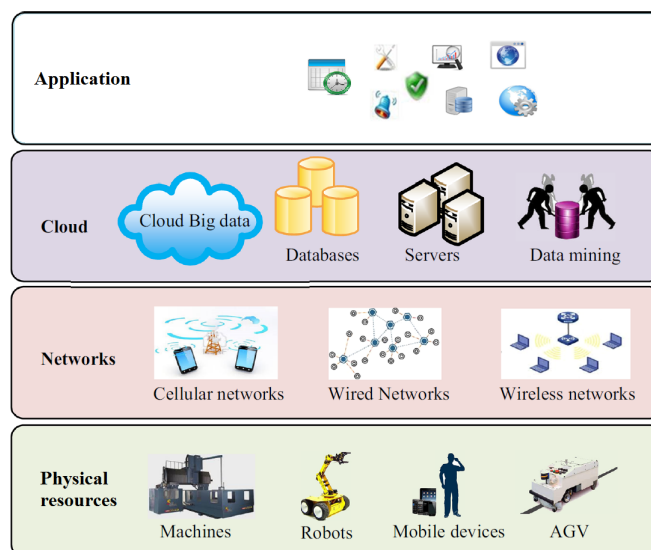 Application
Cloud
Cloud Big data
Databases
Servers
Data mining
Networks
Cellular networks
Wired Networks
Wireless networks
Physical
resources
Machines
Robots
Mobile devices
AGV